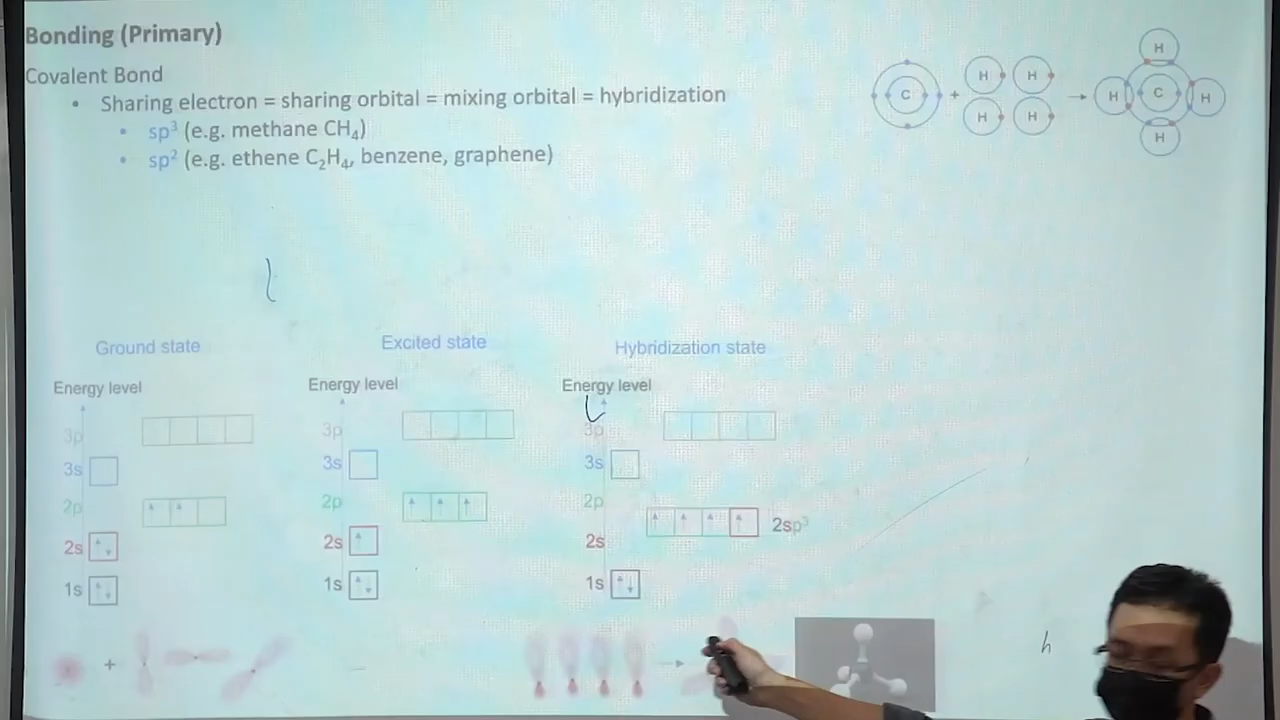 Bonding (Primary)
Covalent Bond
• Sharing electron = sharing orbital = mixing orbital = hybridization
• sp³ (e.g. methane CH₄)
• sp² (e.g. ethene C₂H₄, benzene, graphene)
C + H H H H → H H C H H
Ground state
Energy level
3p
3s
2p
2s
1s
+
Excited state
Energy level
3p
3s
2p
2s
1s
Hybridization state
Energy level
3p
3s
2p
2sp³
2s
1s
h